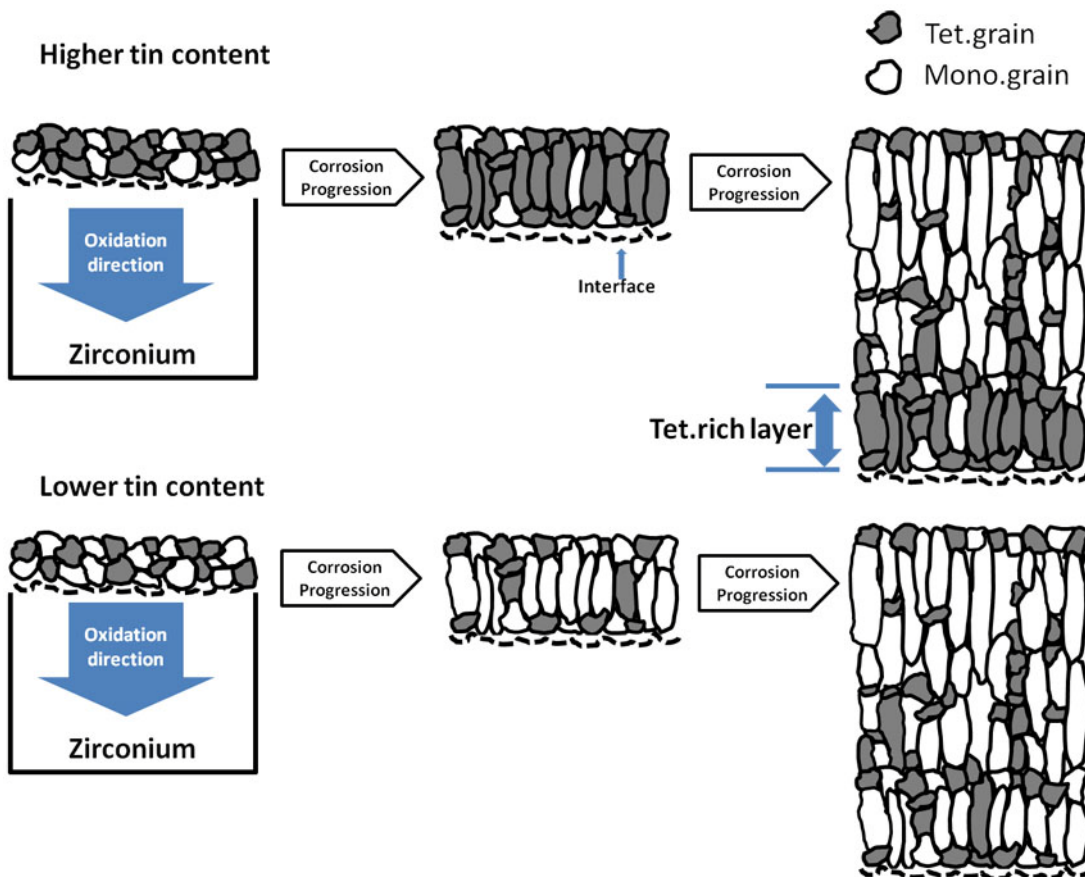 Higher tin content
Tet.grain
Mono.grain
Corrosion
Progression
Corrosion
Progression
Oxidation
direction
Zirconium
Interface
Tet.rich layer
Lower tin content
Corrosion
Progression
Corrosion
Progression
Oxidation
direction
Zirconium